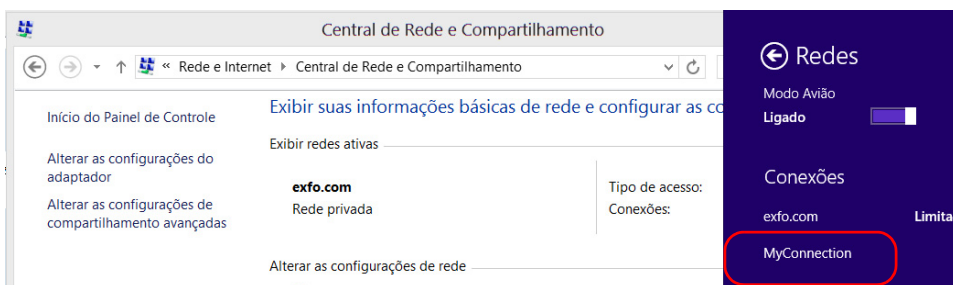 Central de Rede e Compartilhamento
« Rede e Internet ▸ Central de Rede e Compartilhamento
Início do Painel de Controle
Alterar as configurações do
adaptador
Alterar as configurações de
compartilhamento avançadas
Exibir suas informações básicas de rede e configurar as co
Exibir redes ativas
exfo.com
Rede privada
Tipo de acesso:
Conexões:
Alterar as configurações de rede
Redes
Modo Avião
Ligado
Conexões
exfo.com Limita
MyConnection